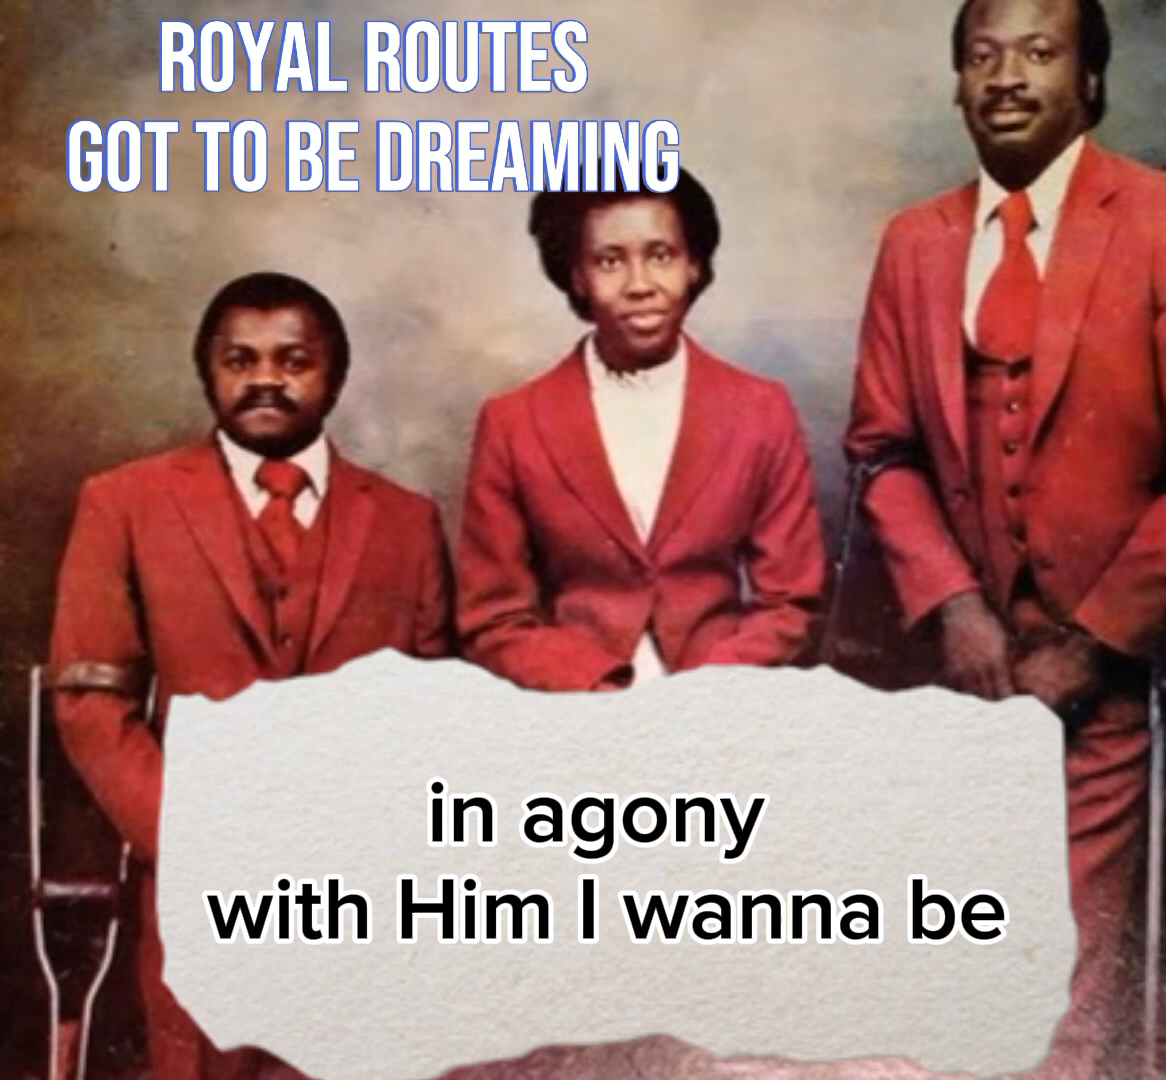 ROYAL ROUTES
GOT TO BE DREAMING
in agony
with Him I wanna be